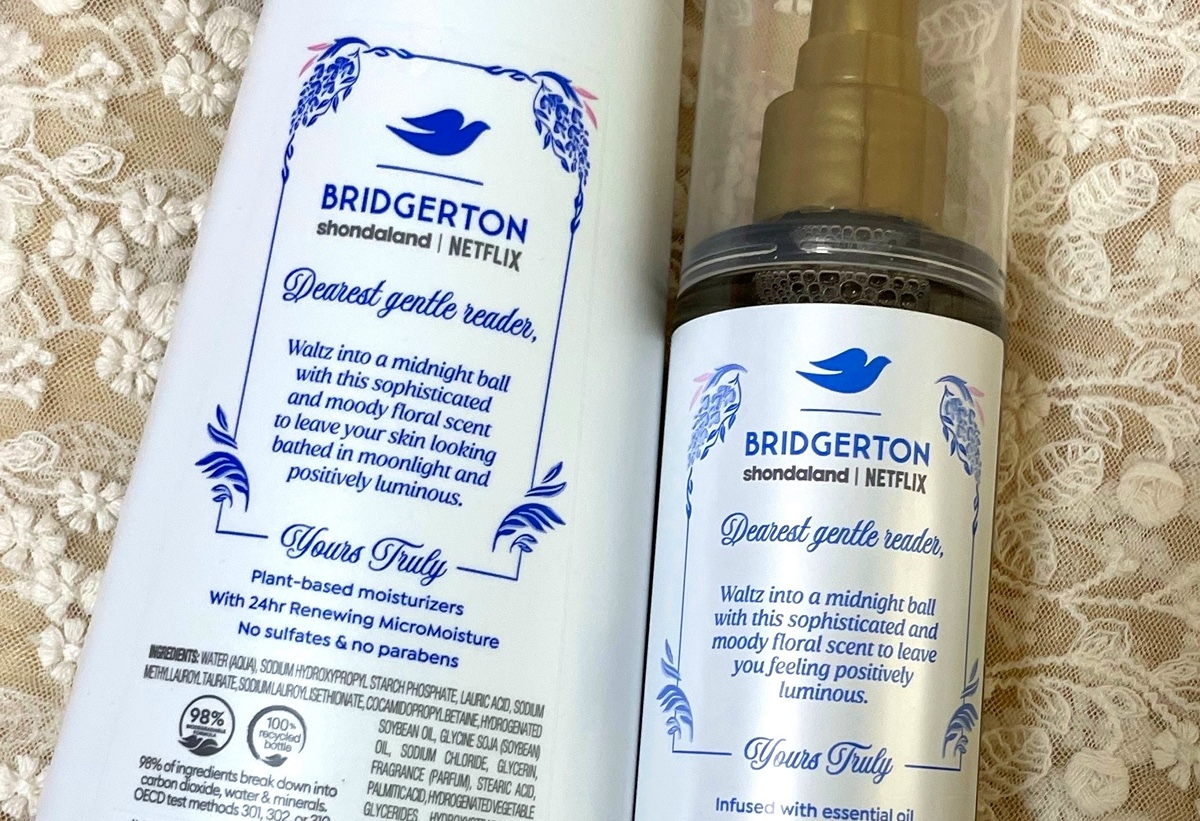 BRIDGERTON
shondaland | NETFLIX
Dearest gentle reader,
Waltz into a midnight ball
with this sophisticated
and moody floral scent
to leave your skin looking
bathed in moonlight and
positively luminous.
Yours Truly
Plant-based moisturizers
With 24hr Renewing MicroMoisture
No sulfates & no parabens
INGREDIENTS: WATER (AQUA), SODIUM HYDROXYPROPYL STARCH PHOSPHATE, LAURIC ACID, SODIUM
METHYL LAUROYL TAURATE, SODIUM LAUROYL ISETHIONATE, COCAMIDOPROPYL BETAINE, HYDROGENATED
SOYBEAN OIL, GLYCINE SOJA (SOYBEAN)
OIL, SODIUM CHLORIDE, GLYCERIN,
FRAGRANCE (PARFUM), STEARIC ACID,
PALMITIC ACID, HYDROGENATED VEGETABLE
GLYCERIDES
98%
BIODEGRADABLE
FORMULA
100%
recycled
bottle
98% of ingredients break down into
carbon dioxide, water & minerals.
OECD test methods 301, 302, or 310
BRIDGERTON
shondaland | NETFLIX
Dearest gentle reader,
Waltz into a midnight ball
with this sophisticated and
moody floral scent to leave
you feeling positively
luminous.
Yours Truly
Infused with essential oil